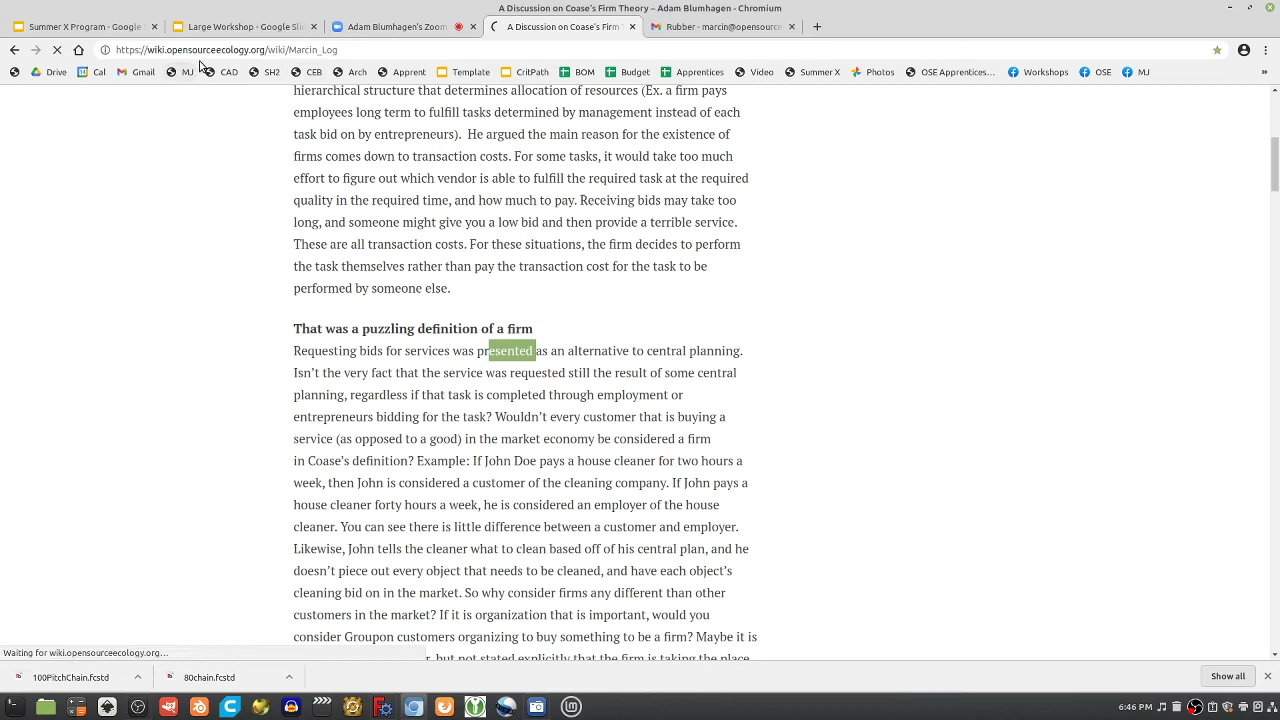 A Discussion on Coase's Firm Theory – Adam Blumhagen - Chromium
Summer X Program - Google
Large Workshop - Google Slid
Adam Blumhagen's Zoom
A Discussion on Coase's Firm T
Rubber - marcin@opensource
https://wiki.opensourceecology.org/wiki/Marcin_Log
Drive Cal Gmail MJ CAD SH2 CEB Arch Apprent Template CritPath BOM Budget Apprentices Video Summer X Photos OSE Apprentices... Workshops OSE MJ »
hierarchical structure that determines allocation of resources (Ex. a firm pays
employees long term to fulfill tasks determined by management instead of each
task bid on by entrepreneurs).  He argued the main reason for the existence of
firms comes down to transaction costs. For some tasks, it would take too much
effort to figure out which vendor is able to fulfill the required task at the required
quality in the required time, and how much to pay. Receiving bids may take too
long, and someone might give you a low bid and then provide a terrible service.
These are all transaction costs. For these situations, the firm decides to perform
the task themselves rather than pay the transaction cost for the task to be
performed by someone else.
That was a puzzling definition of a firm
Requesting bids for services was presented as an alternative to central planning.
Isn't the very fact that the service was requested still the result of some central
planning, regardless if that task is completed through employment or
entrepreneurs bidding for the task? Wouldn't every customer that is buying a
service (as opposed to a good) in the market economy be considered a firm
in Coase's definition? Example: If John Doe pays a house cleaner for two hours a
week, then John is considered a customer of the cleaning company. If John pays a
house cleaner forty hours a week, he is considered an employer of the house
cleaner. You can see there is little difference between a customer and employer.
Likewise, John tells the cleaner what to clean based off of his central plan, and he
doesn't piece out every object that needs to be cleaned, and have each object's
cleaning bid on in the market. So why consider firms any different than other
customers in the market? If it is organization that is important, would you
consider Groupon customers organizing to buy something to be a firm? Maybe it is
but not stated explicitly that the firm is taking the place
Waiting for wiki.opensourceecology.org...
100PitchChain.fcstd
80chain.fcstd
Show all
6:46 PM